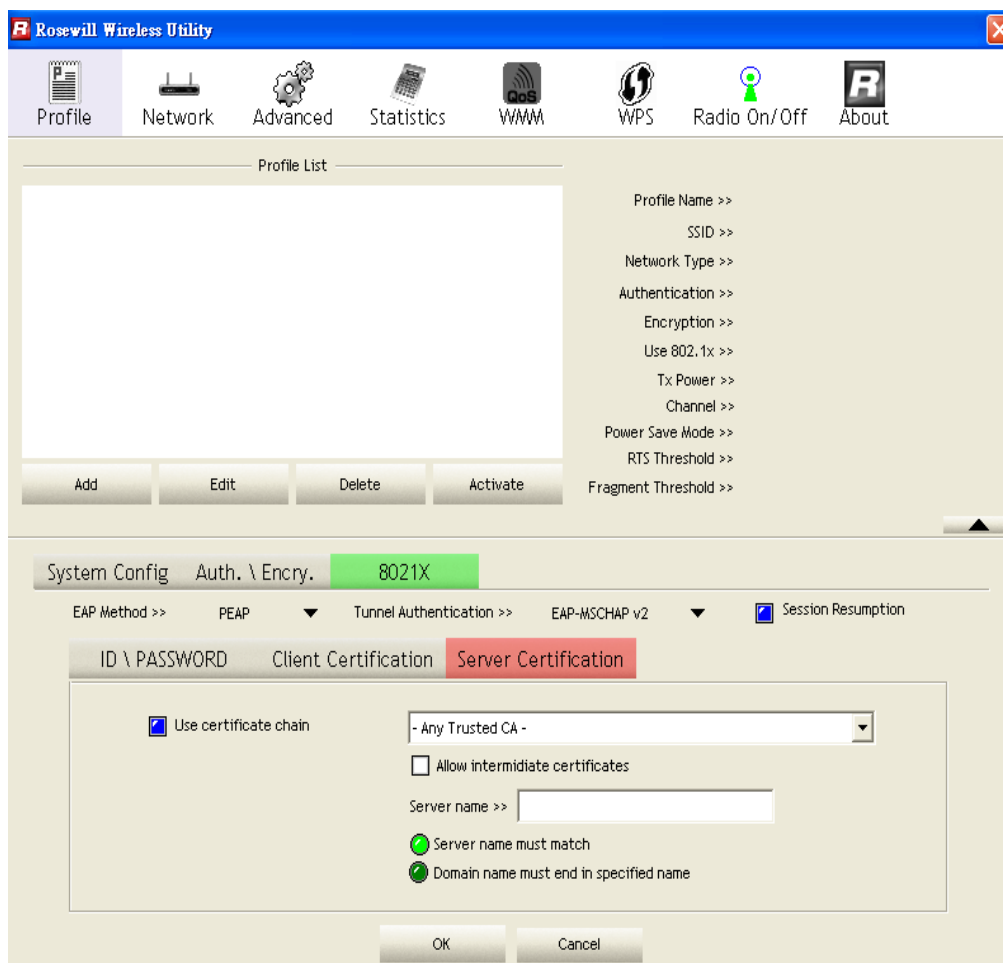 R Rosewill Wireless Utility
Profile Network Advanced Statistics QoS WMM WPS Radio On/Off R About
Profile List
Profile Name >>
SSID >>
Network Type >>
Authentication >>
Encryption >>
Use 802.1x >>
Tx Power >>
Channel >>
Power Save Mode >>
RTS Threshold >>
Fragment Threshold >>
Add Edit Delete Activate
System Config Auth. \ Encry. 8021X
EAP Method >> PEAP Tunnel Authentication >> EAP-MSCHAP v2 Session Resumption
ID \ PASSWORD Client Certification Server Certification
Use certificate chain - Any Trusted CA -
Allow intermidiate certificates
Server name >>
Server name must match
Domain name must end in specified name
OK Cancel